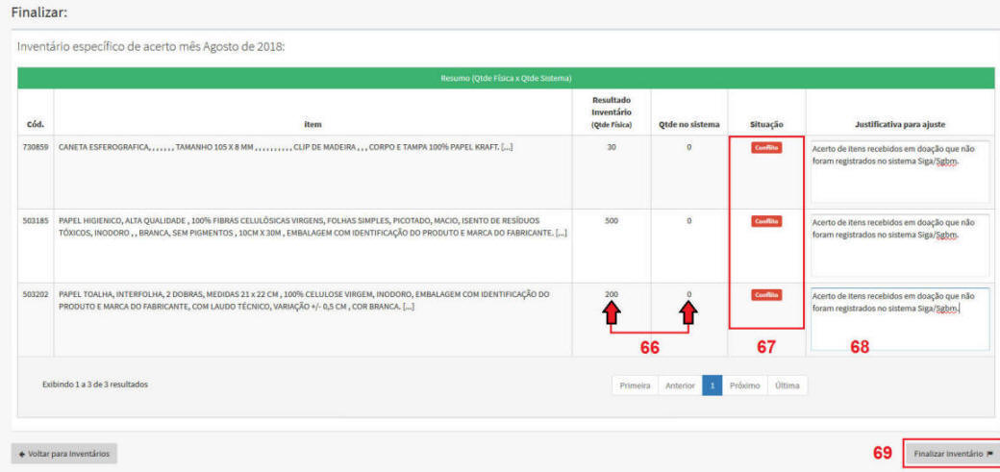 Finalizar:
Inventário específico de acerto mês Agosto de 2018:
Resumo (Qtde Física x Qtde Sistema)
Cód.
item
Resultado
Inventário
(Qtde Física)
Qtde no sistema
Situação
Justificativa para ajuste
730859
CANETA ESFEROGRAFICA, , , , , , , TAMANHO 105 X 8 MM , , , , , , , , , , CLIP DE MADEIRA , , , CORPO E TAMPA 100% PAPEL KRAFT. [...]
30
0
Conflito
Acerto de itens recebidos em doação que não
foram registrados no sistema Siga/Sgbm.
503185
PAPEL HIGIENICO, ALTA QUALIDADE , 100% FIBRAS CELULÓSICAS VIRGENS, FOLHAS SIMPLES, PICOTADO, MACIO, ISENTO DE RESÍDUOS
TÓXICOS, INODORO , , BRANCA, SEM PIGMENTOS , 10CM X 30M , EMBALAGEM COM IDENTIFICAÇÃO DO PRODUTO E MARCA DO FABRICANTE. [...]
500
0
Conflito
Acerto de itens recebidos em doação que não
foram registrados no sistema Siga/Sgbm.
503202
PAPEL TOALHA, INTERFOLHA, 2 DOBRAS, MEDIDAS 21 x 22 CM , 100% CELULOSE VIRGEM, INODORO, EMBALAGEM COM IDENTIFICAÇÃO DO
PRODUTO E MARCA DO FABRICANTE, COM LAUDO TÉCNICO, VARIAÇÃO +/- 0,5 CM , COR BRANCA. [...]
200
0
Conflito
Acerto de itens recebidos em doação que não
foram registrados no sistema Siga/Sgbm.
66
67
68
Exibindo 1 a 3 de 3 resultados
Primeira Anterior 1 Próximo Última
Voltar para Inventários
69
Finalizar Inventário